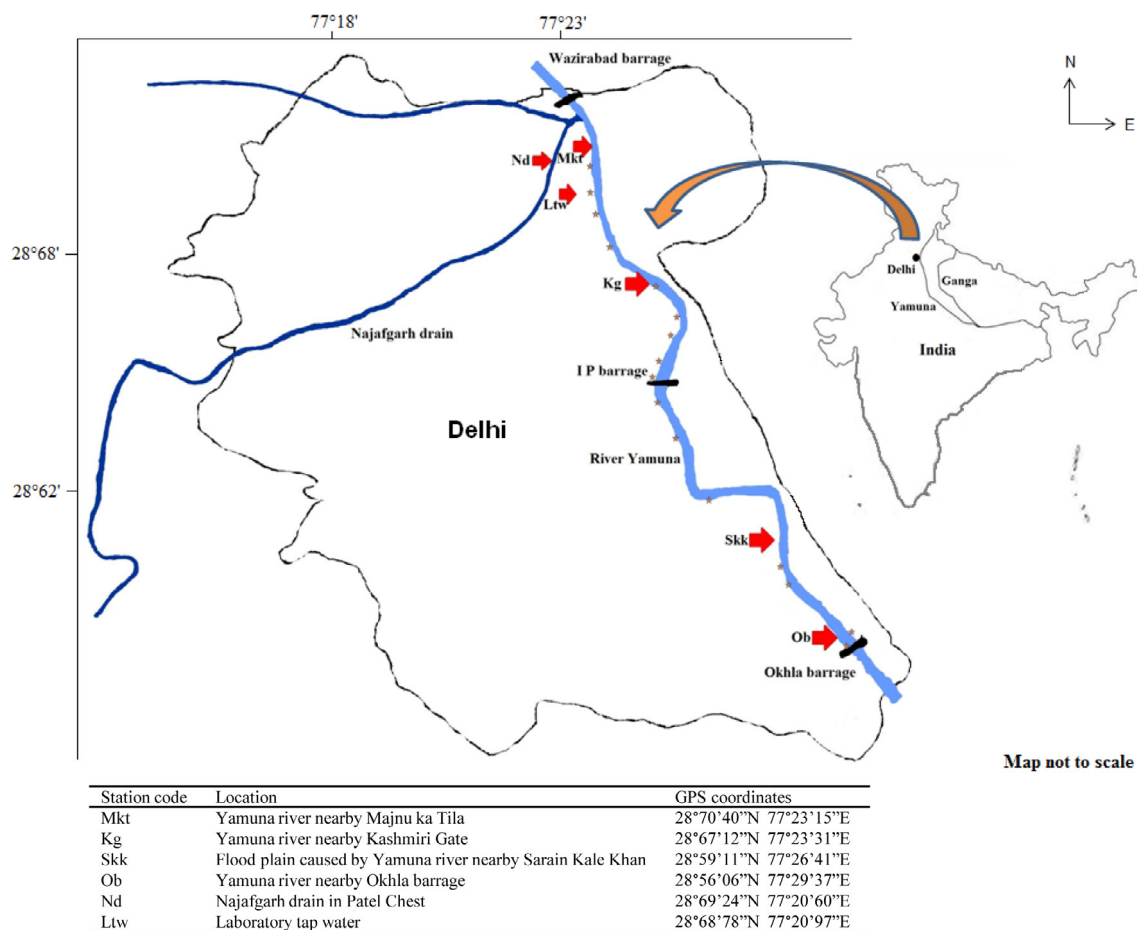 77°18' 77°23'
Wazirabad barrage
N
E
Nd Mkt
Ltw
28°68'
Kg
Delhi
Ganga
Yamuna
India
Najafgarh drain
I P barrage
Delhi
River Yamuna
28°62'
Skk
Ob
Okhla barrage
Map not to scale
Station code Location GPS coordinates
Mkt Yamuna river nearby Majnu ka Tila 28°70’40”N 77°23’15”E
Kg Yamuna river nearby Kashmiri Gate 28°67’12”N 77°23’31”E
Skk Flood plain caused by Yamuna river nearby Sarain Kale Khan 28°59’11”N 77°26’41”E
Ob Yamuna river nearby Okhla barrage 28°56’06”N 77°29’37”E
Nd Najafgarh drain in Patel Chest 28°69’24”N 77°20’60”E
Ltw Laboratory tap water 28°68’78”N 77°20’97”E